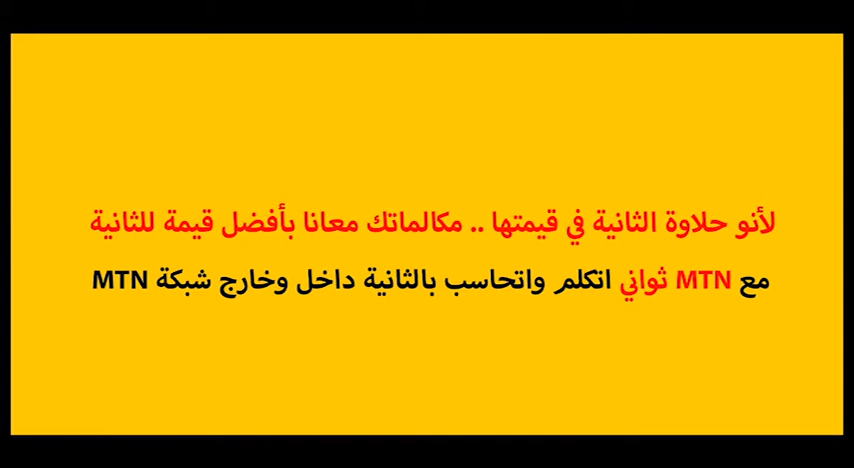 لأنو حلاوة الثانية في قيمتها .. مكالماتك معانا بأفضل قيمة للثانية
مع MTN ثواني اتكلم واتحاسب بالثانية داخل وخارج شبكة MTN